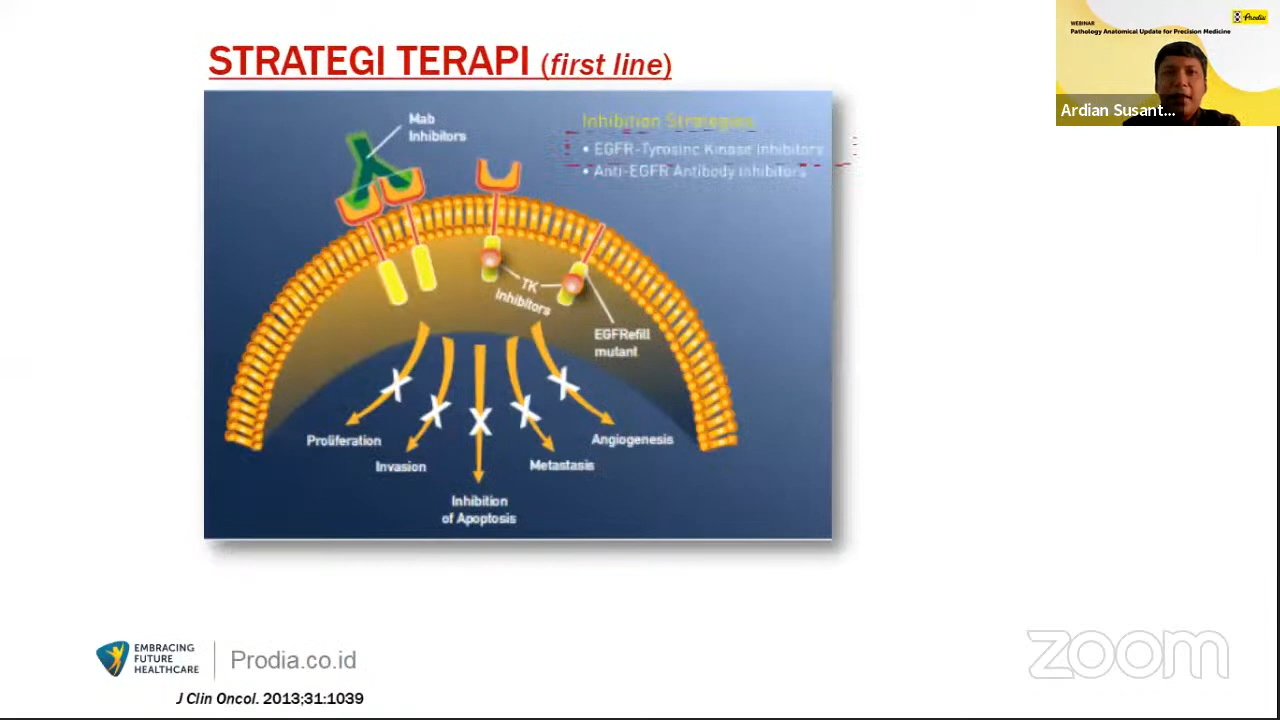 STRATEGI TERAPI (first line)
WEBINAR
Prodia
Pathology Anatomical Update for Precision Medicine
Ardian Susant...
Mab
Inhibitors
Inhibition Strategies
• EGFR-Tyrosine Kinase Inhibitors
• Anti-EGFR Antibody Inhibitors
TK
Inhibitors
EGFRefill
mutant
Proliferation
Invasion
Inhibition
of Apoptosis
Metastasis
Angiogenesis
EMBRACING
FUTURE
HEALTHCARE
Prodia.co.id
J Clin Oncol. 2013;31:1039
zoom